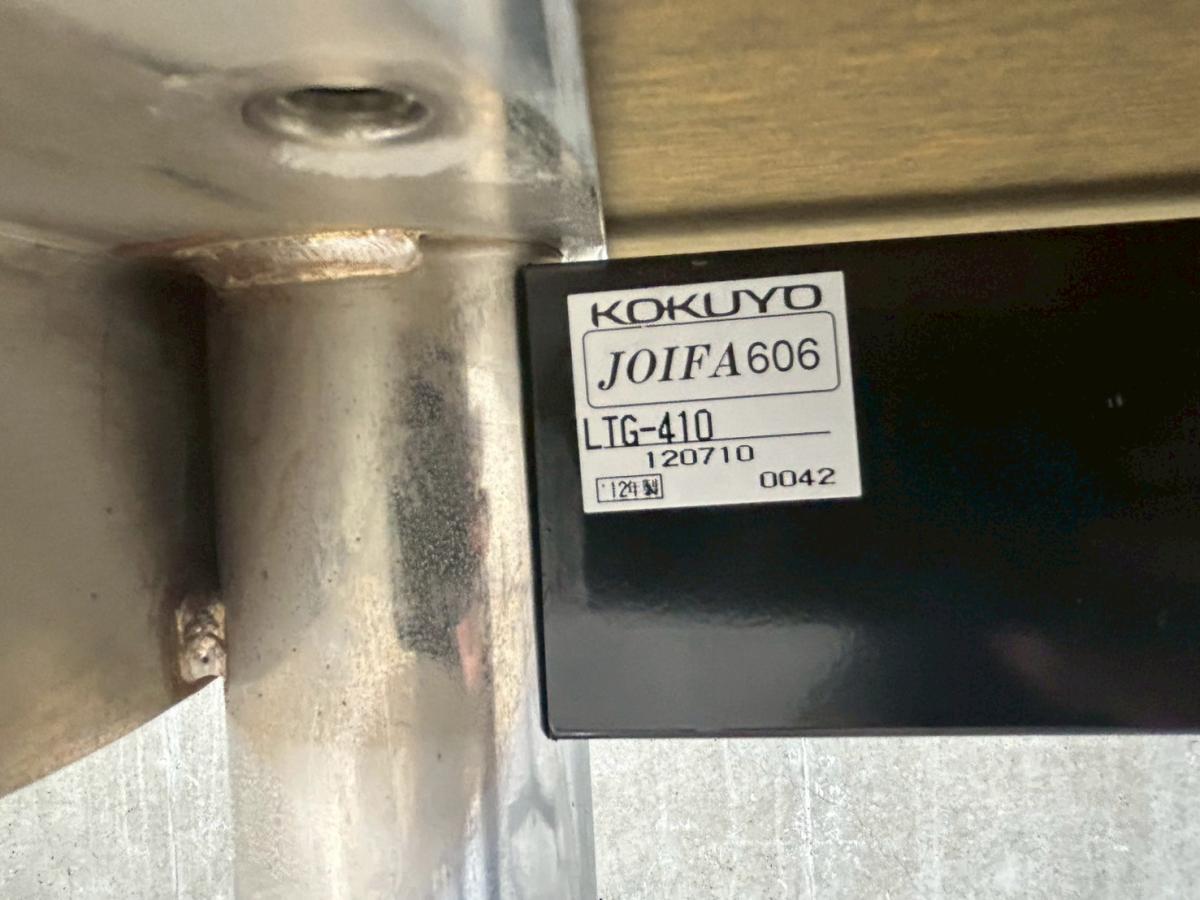 KOKUYO
JOIFA606
LTG-410
120710
'12年製
0042